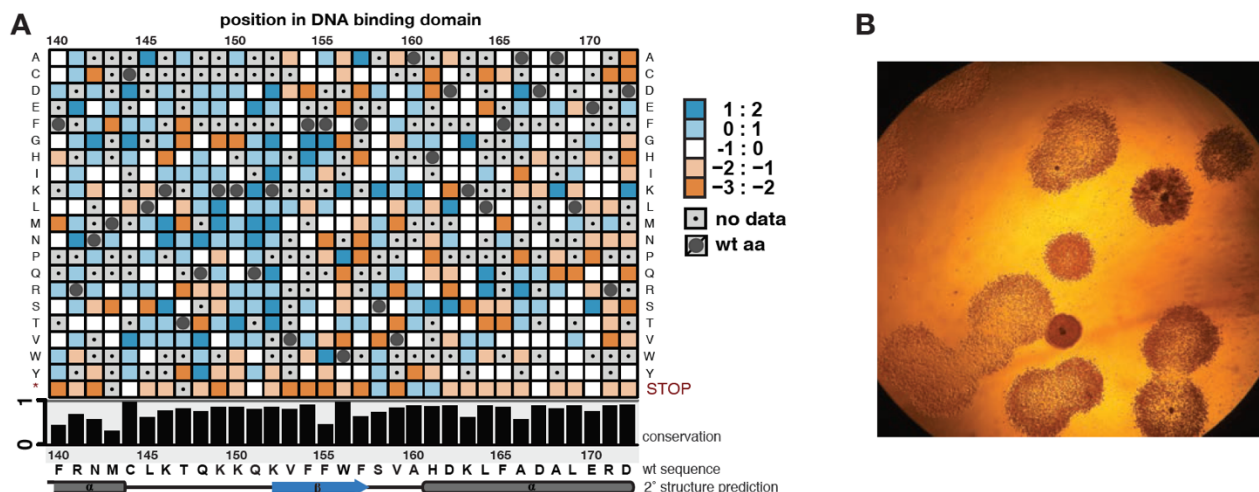 A
position in DNA binding domain
140 145 150 155 160 165 170
A A
C C
D D
E E
F F
G G
H H
I I
K K
L L
M M
N N
P P
Q Q
R R
S S
T T
V V
W W
Y Y
* STOP
1 : 2
0 : 1
-1 : 0
−2 : −1
−3 : −2
no data
wt aa
1
0
conservation
140 145 150 155 160 165 170
F R N M C L K T Q K K Q K V F F W F S V A H D K L F A D A L E R D wt sequence
α β α 2° structure prediction
B